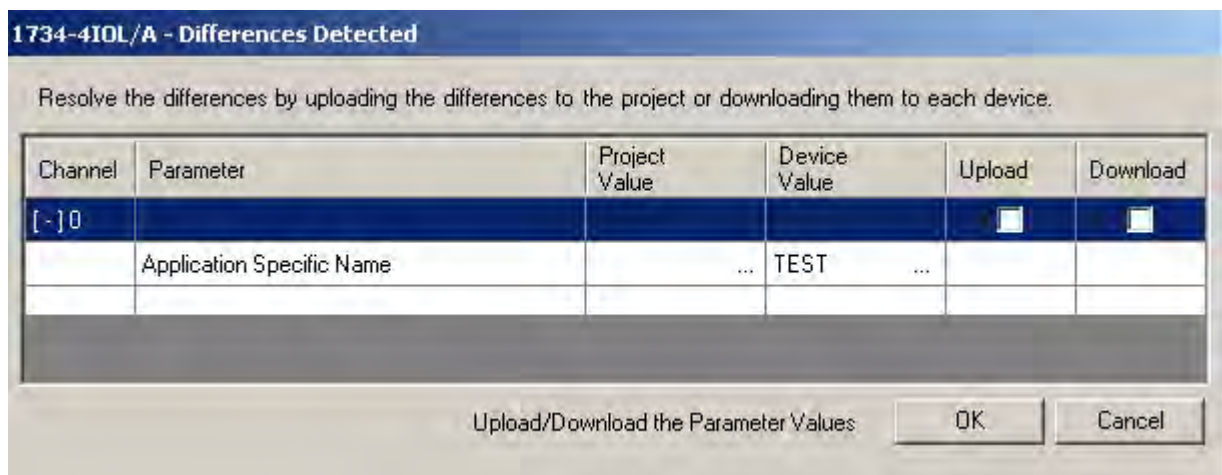 1734-4IOL/A - Differences Detected
Resolve the differences by uploading the differences to the project or downloading them to each device.
Channel Parameter Project Value Device Value Upload Download
[-]0
Application Specific Name ... TEST ...
Upload/Download the Parameter Values OK Cancel